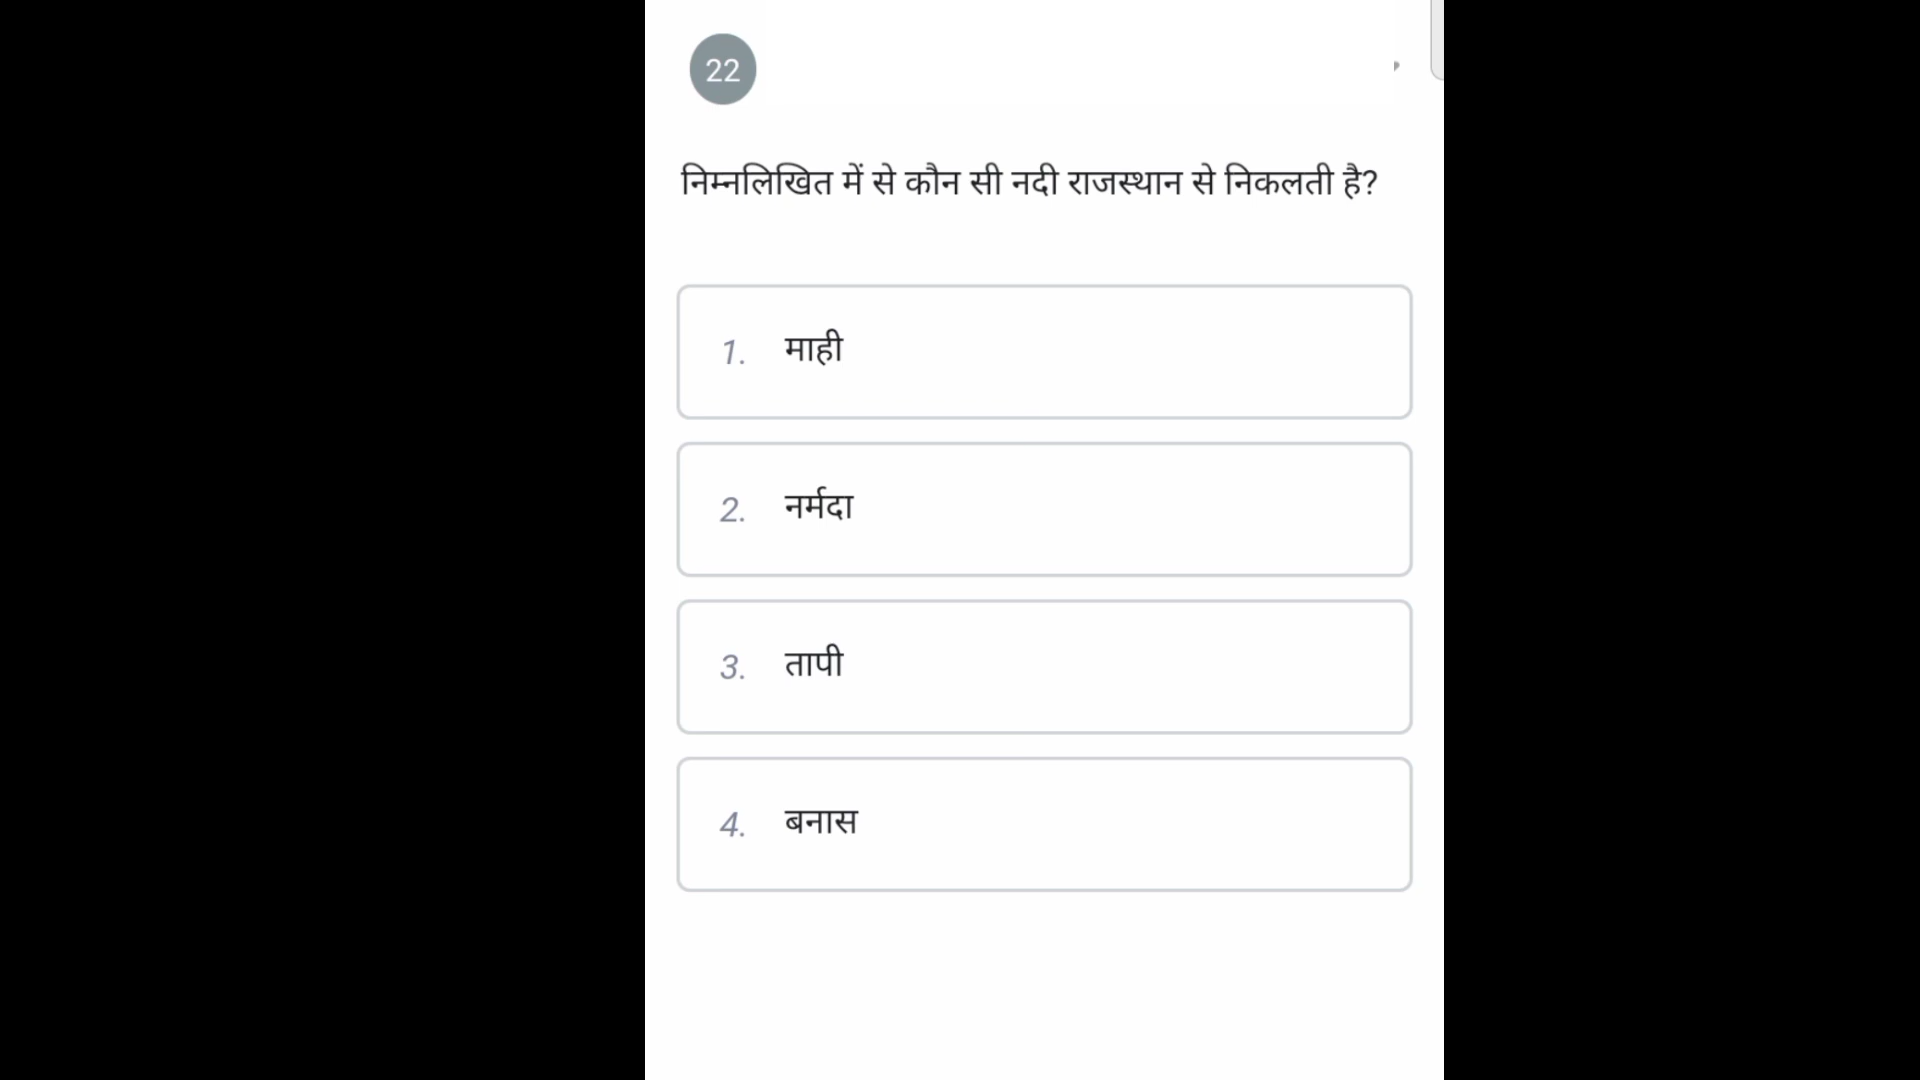 22
निम्नलिखित में से कौन सी नदी राजस्थान से निकलती है?
1. माही
2. नर्मदा
3. तापी
4. बनास